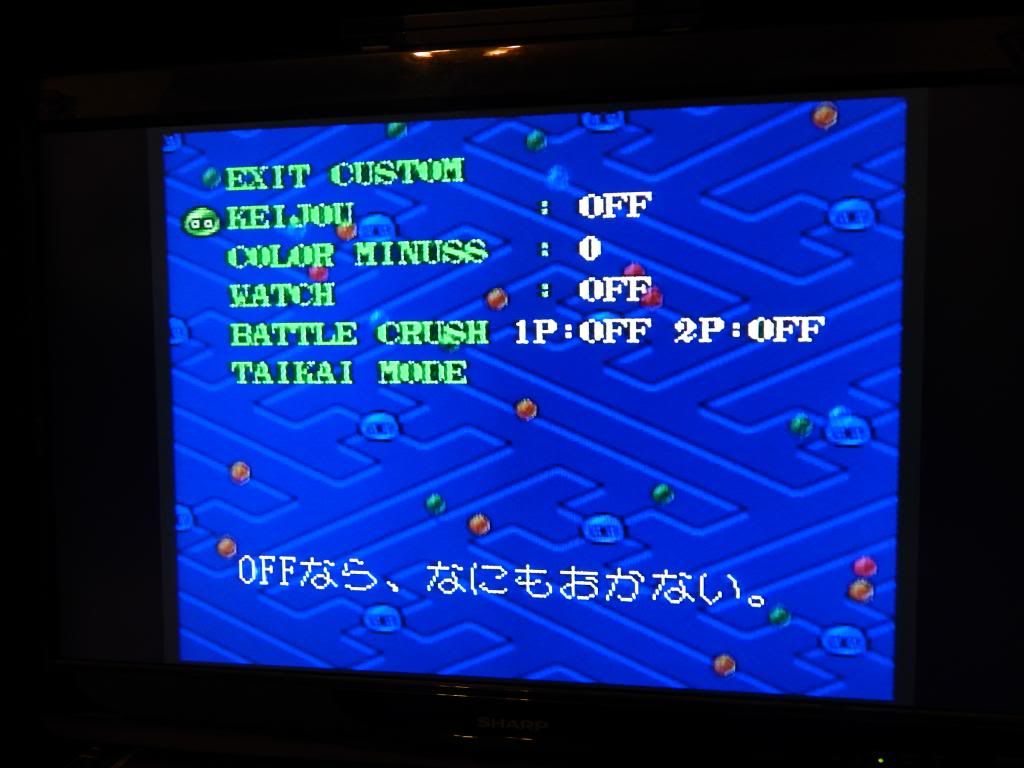 EXIT CUSTOM
KEIJOU : OFF
COLOR MINUSS : 0
WATCH : OFF
BATTLE CRUSH 1P:OFF 2P:OFF
TAIKAI MODE
OFFなら、なにもおかない。
SHARP